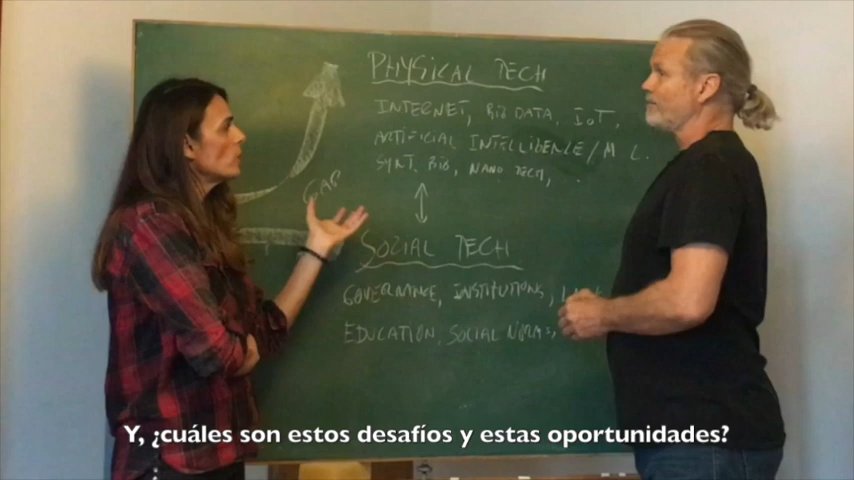 PHYSICAL TECH
INTERNET, BIG DATA, IoT,
ARTIFICIAL INTELLIGENCE / M L.
SYNT. BIO, NANO TECH,
GAP
SOCIAL TECH
GOVERNANCE, INSTITUTIONS,
EDUCATION, SOCIAL NORMS,
Y, ¿cuáles son estos desafíos y estas oportunidades?